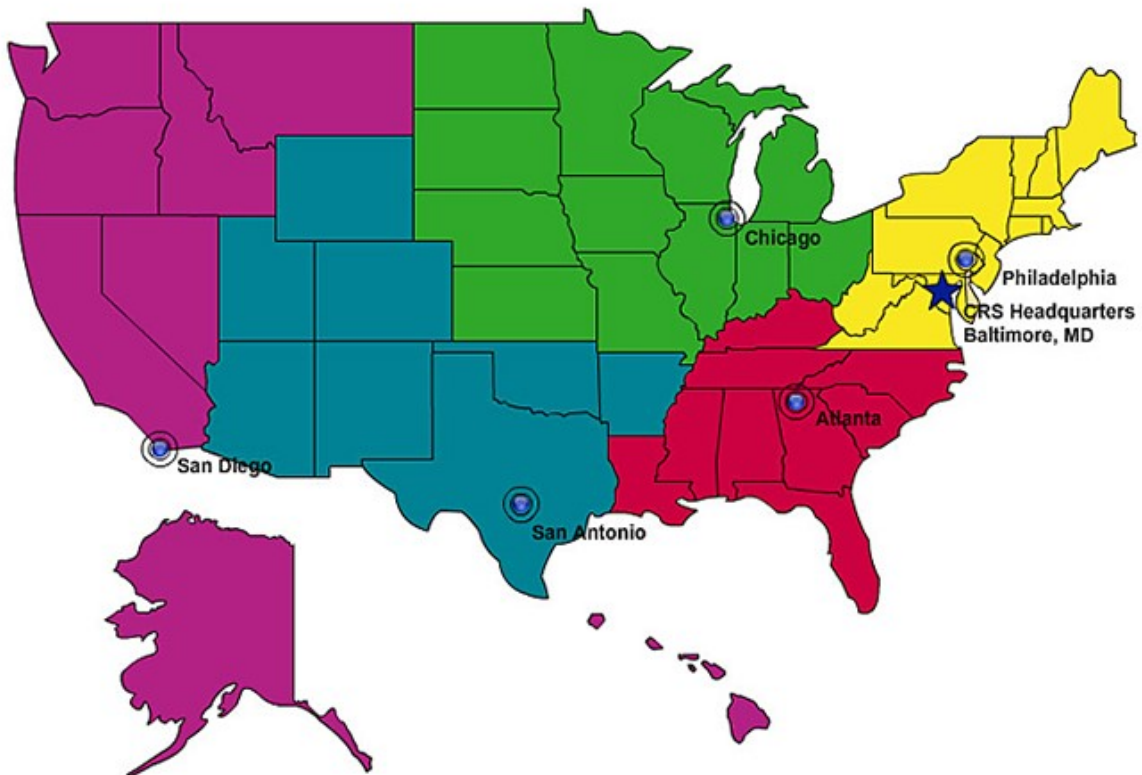 Chicago
Philadelphia
CRS Headquarters
Baltimore, MD
Atlanta
San Diego
San Antonio